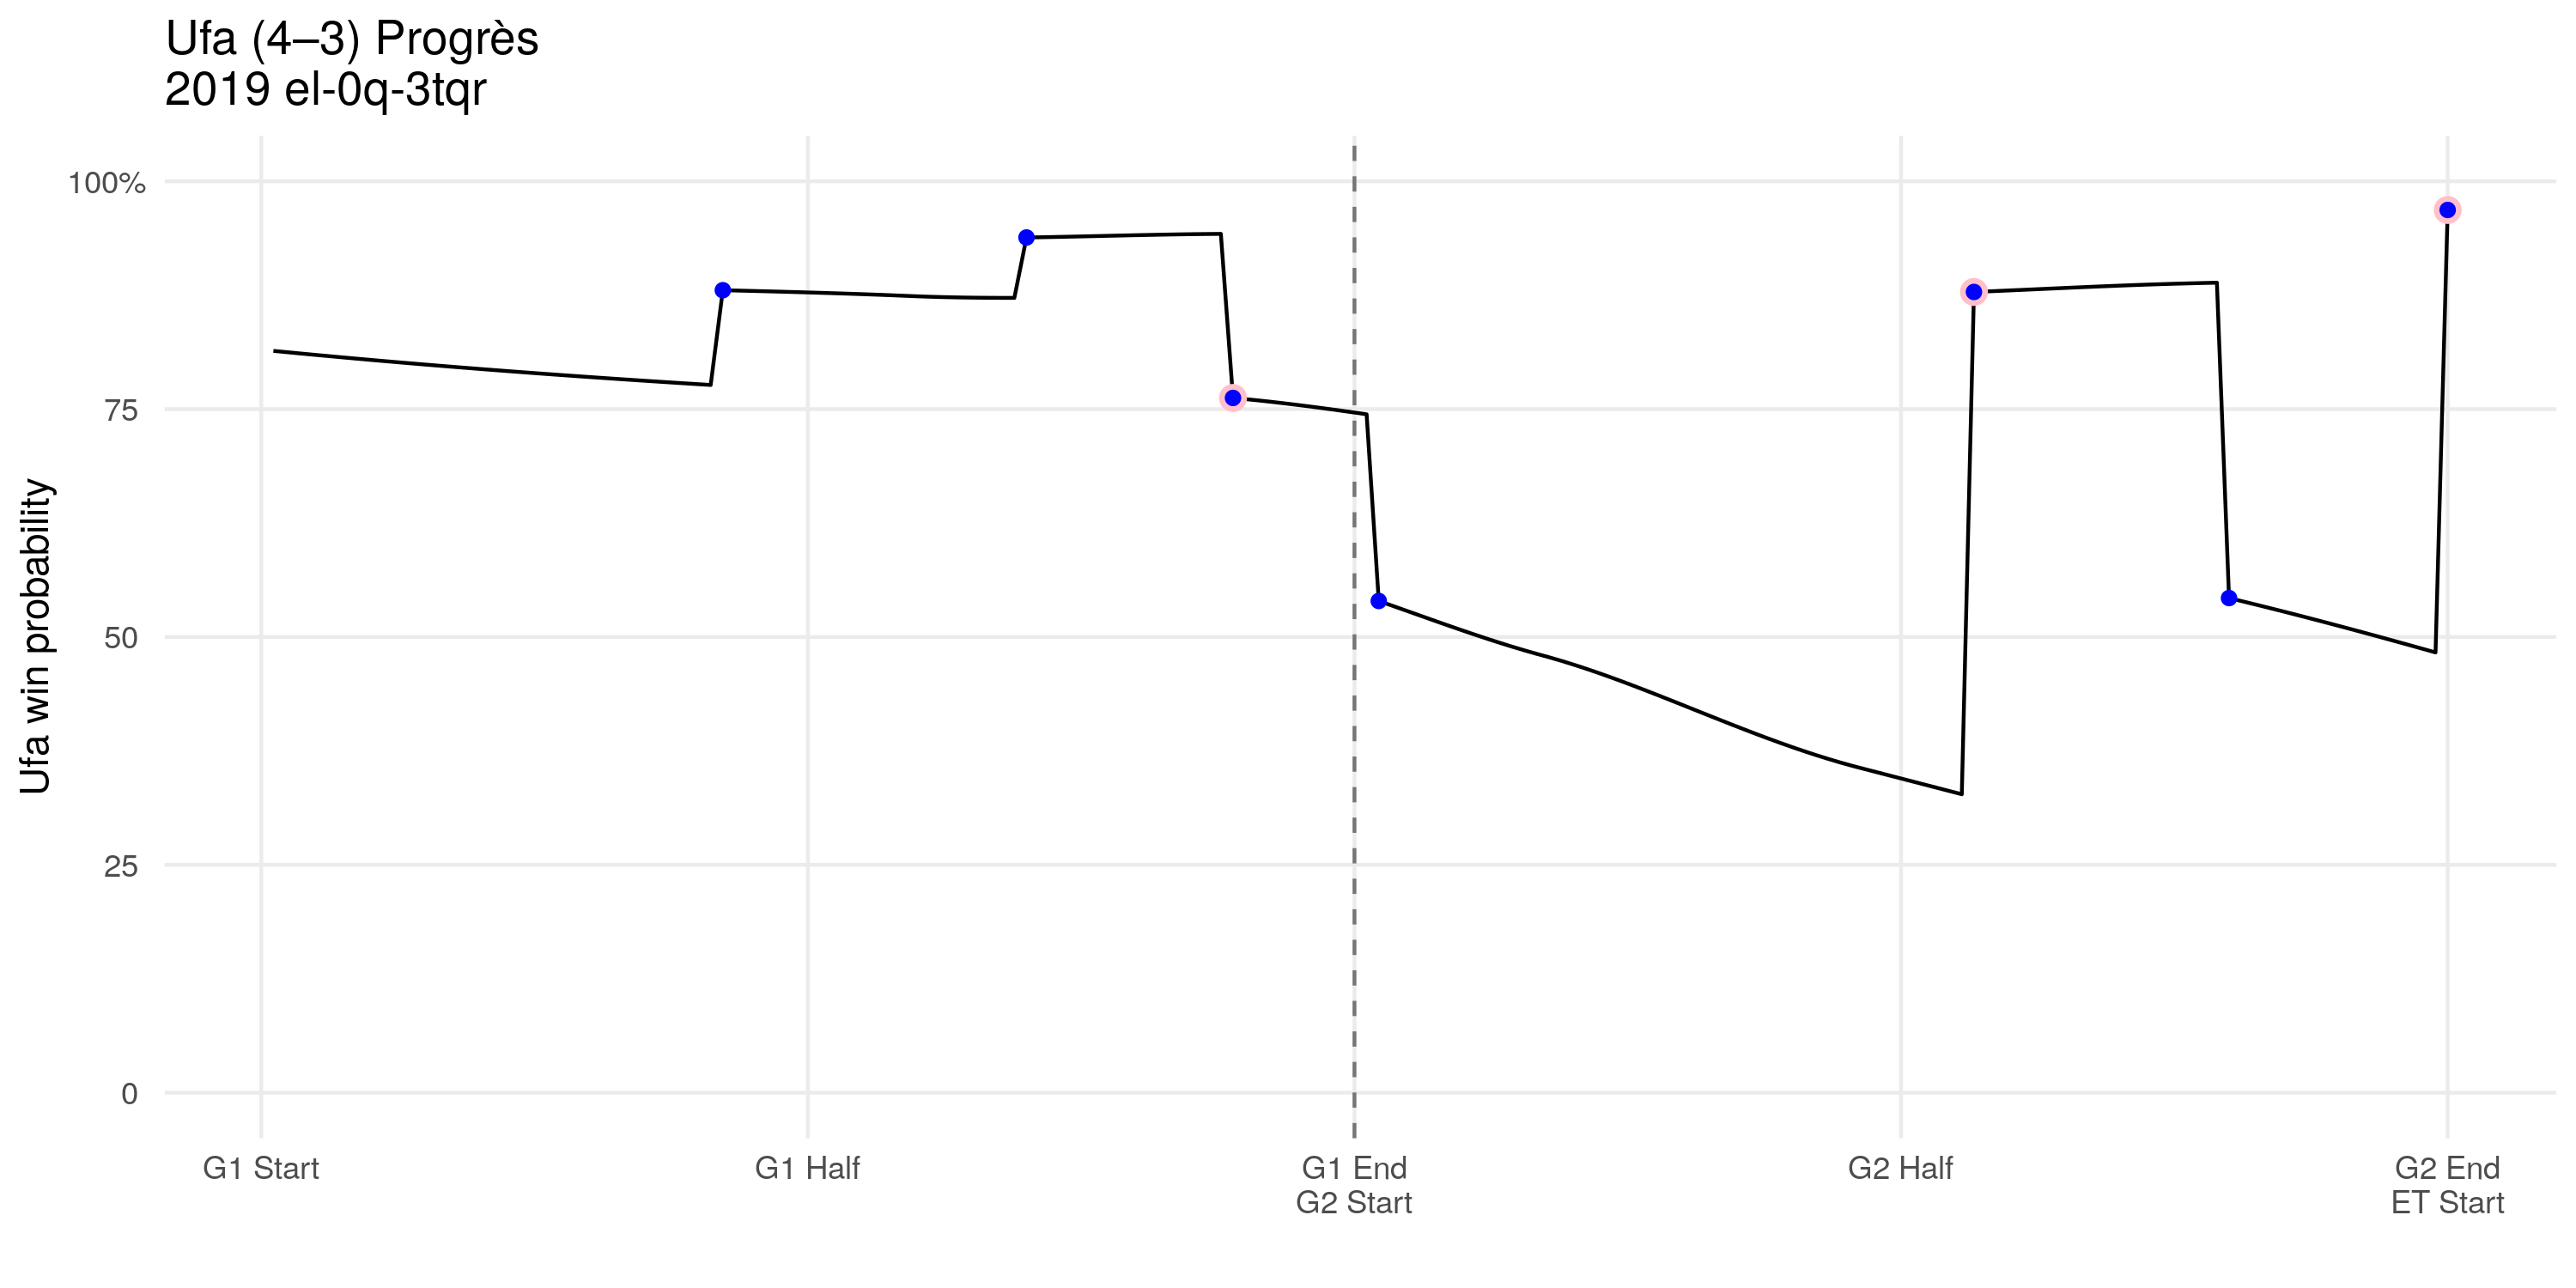 Ufa (4–3) Progrès
2019 el-0q-3tqr
Ufa win probability
100%
75
50
25
0
G1 Start
G1 Half
G1 End
G2 Start
G2 Half
G2 End
ET Start